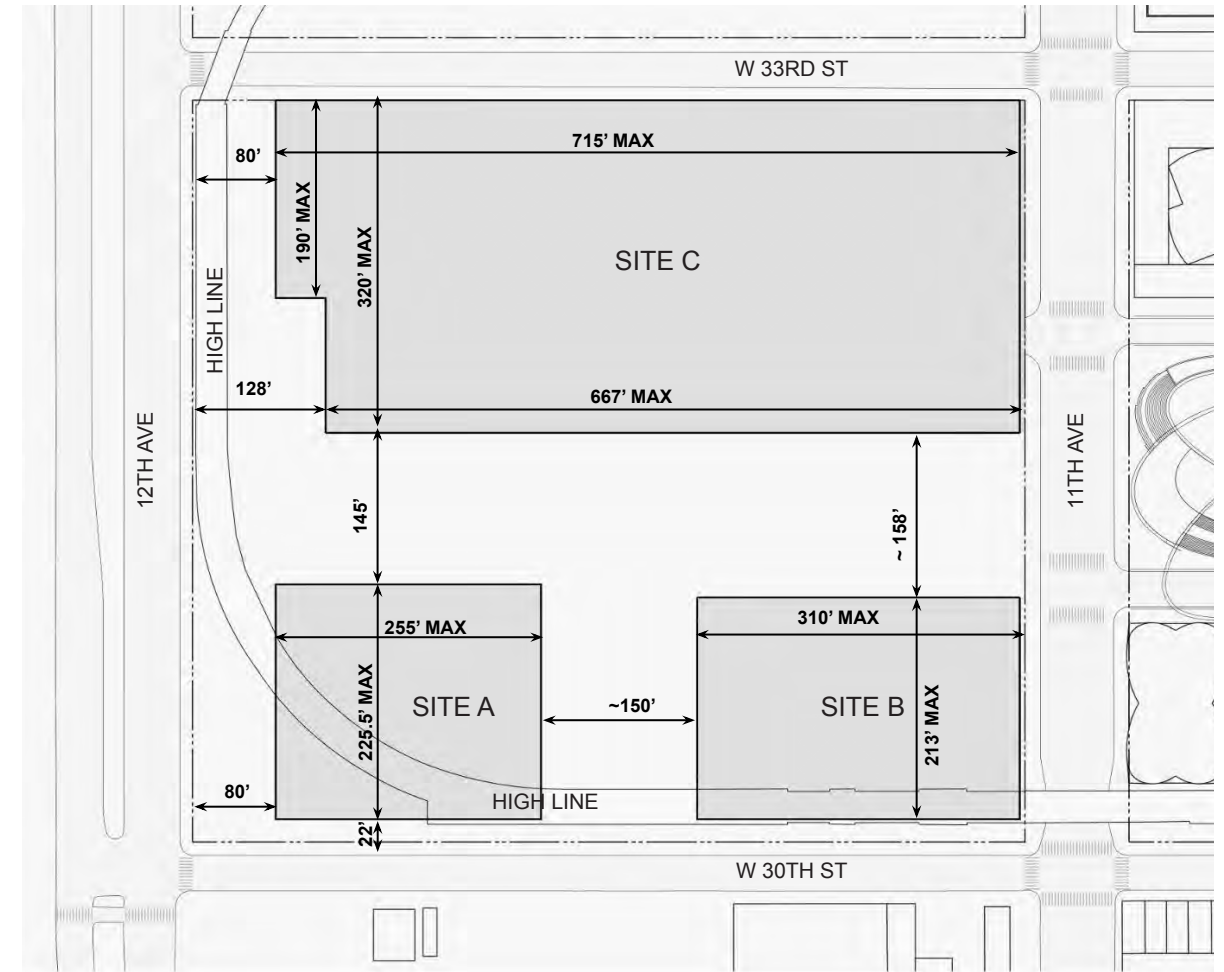 W 33RD ST
715’ MAX
80’
190’ MAX
320’ MAX
SITE C
HIGH LINE
128’
667’ MAX
12TH AVE
11TH AVE
145’
~ 158’
255’ MAX
310’ MAX
225.5’ MAX
SITE A
~150’
SITE B
213’ MAX
80’
HIGH LINE
22’
W 30TH ST